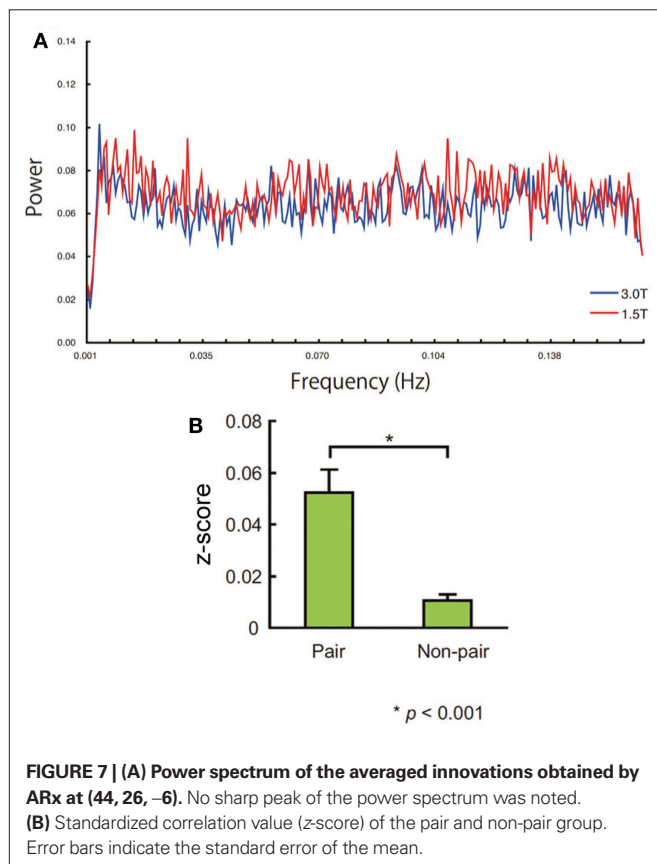 A
0.14
0.12
0.10
0.08
0.06
0.04
0.02
0.00
Power
3.0T
1.5T
0.001 0.035 0.070 0.104 0.138
Frequency (Hz)
B
0.08
0.06
0.04
0.02
0
z-score
*
Pair Non-pair
* p < 0.001
FIGURE 7 | (A) Power spectrum of the averaged innovations obtained by
ARx at (44, 26, –6). No sharp peak of the power spectrum was noted.
(B) Standardized correlation value (z-score) of the pair and non-pair group.
Error bars indicate the standard error of the mean.